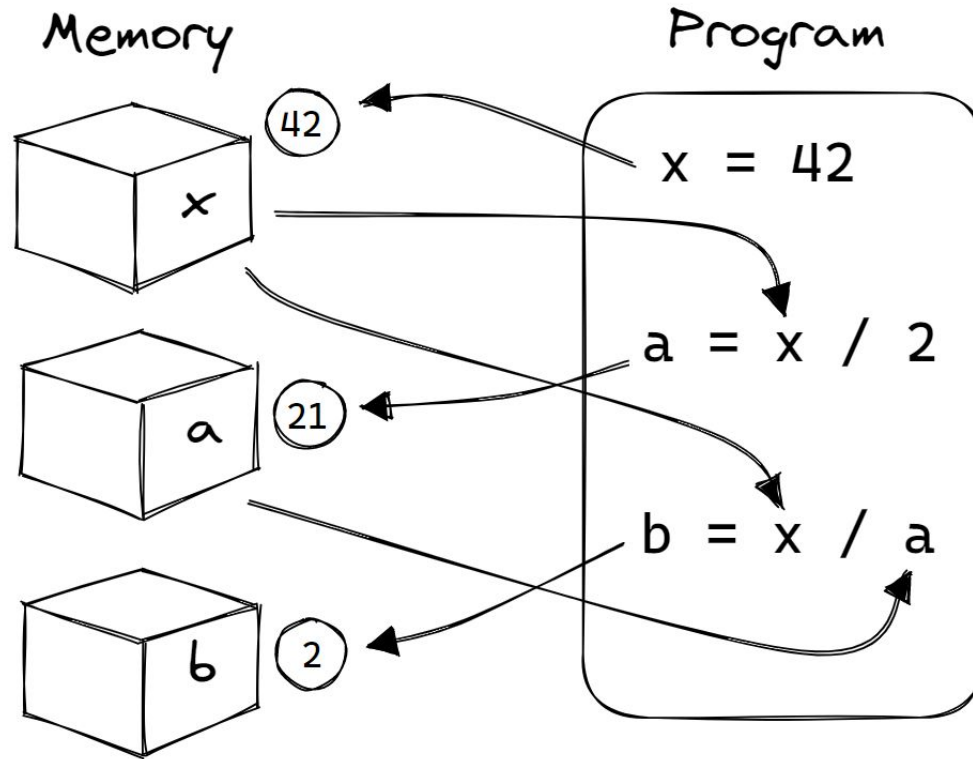 Memory
Program
42
x
x = 42
a = x / 2
21
a
b = x / a
2
b